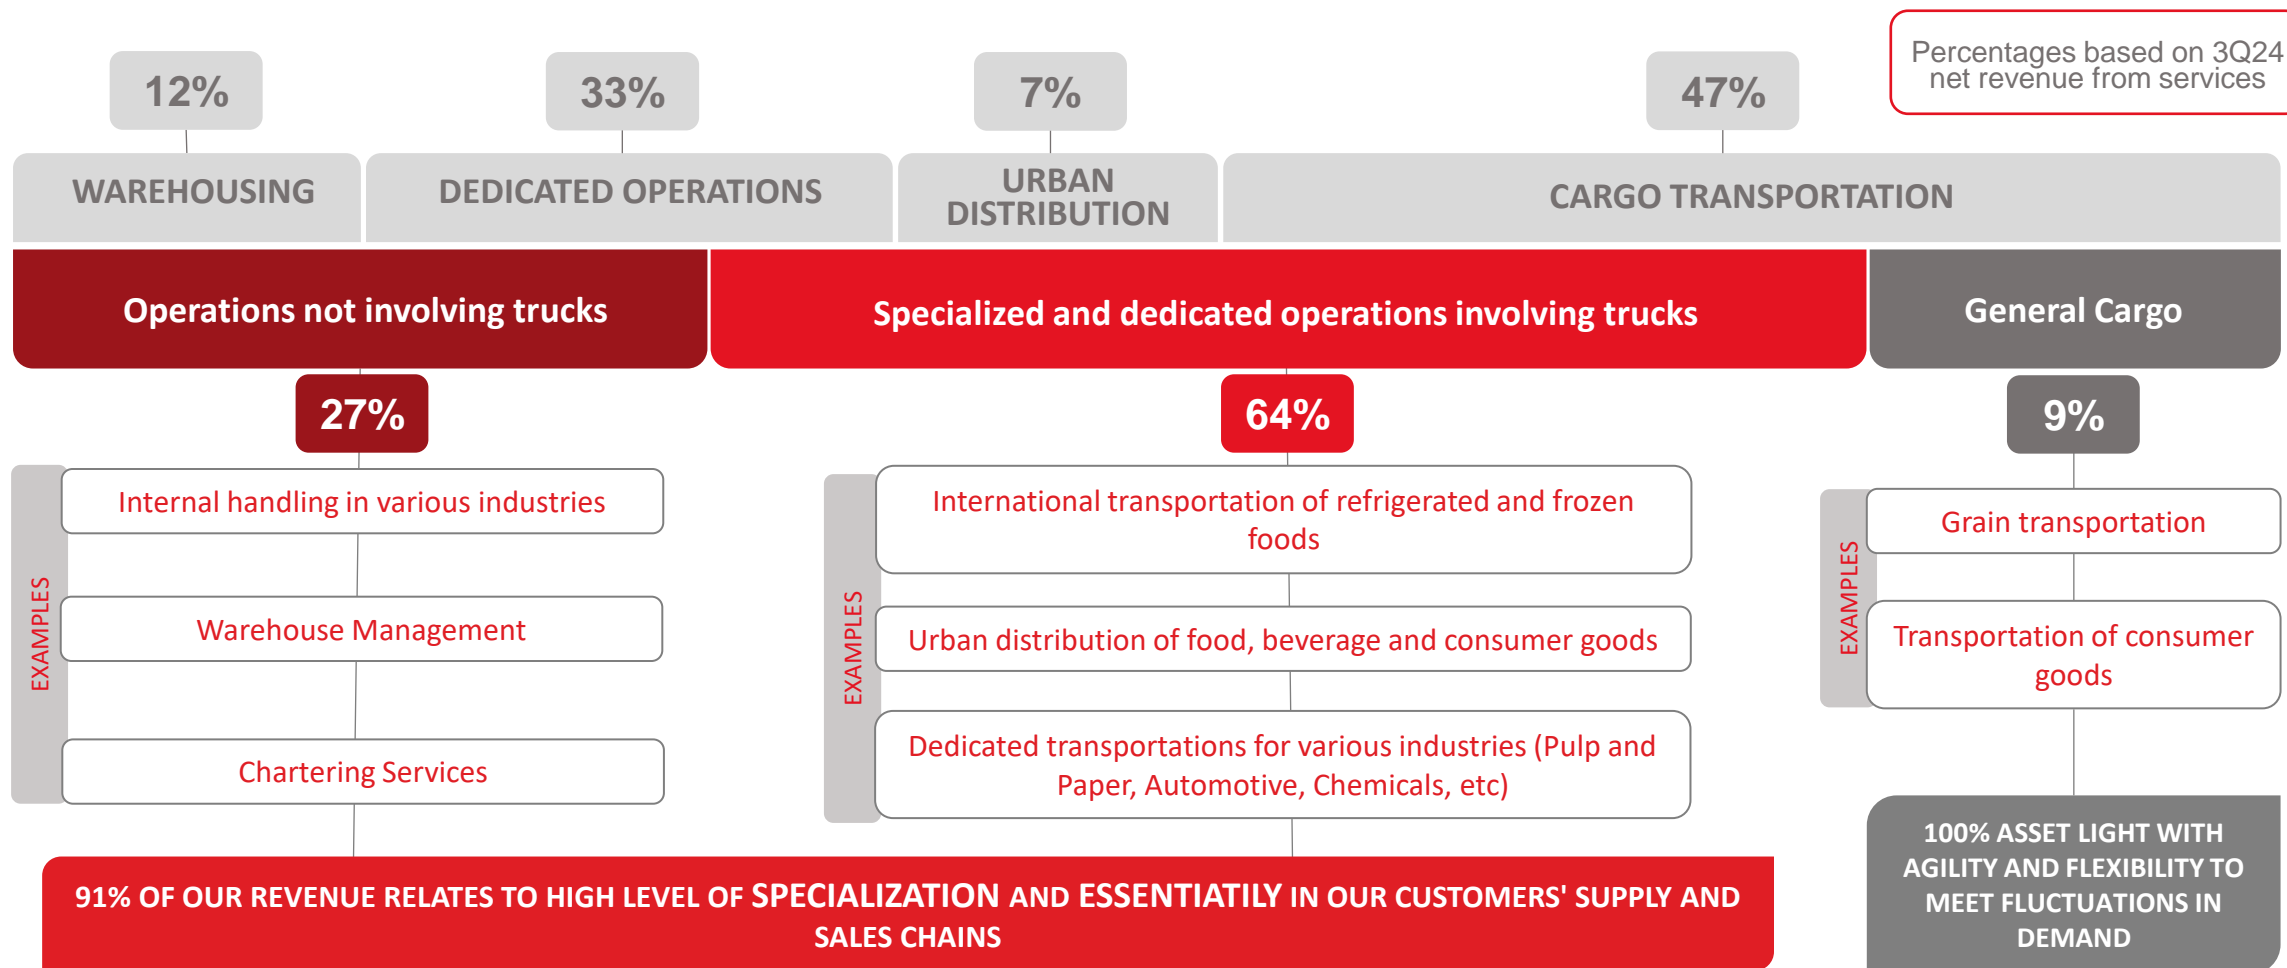 Percentages based on 3Q24
net revenue from services
12%
33%
7%
47%
WAREHOUSING
DEDICATED OPERATIONS
URBAN
DISTRIBUTION
CARGO TRANSPORTATION
Operations not involving trucks
Specialized and dedicated operations involving trucks
General Cargo
27%
64%
9%
EXAMPLES
Internal handling in various industries
Warehouse Management
Chartering Services
EXAMPLES
International transportation of refrigerated and frozen
foods
Urban distribution of food, beverage and consumer goods
Dedicated transportations for various industries (Pulp and
Paper, Automotive, Chemicals, etc)
EXAMPLES
Grain transportation
Transportation of consumer
goods
91% OF OUR REVENUE RELATES TO HIGH LEVEL OF SPECIALIZATION AND ESSENTIATILY IN OUR CUSTOMERS' SUPPLY AND
SALES CHAINS
100% ASSET LIGHT WITH
AGILITY AND FLEXIBILITY TO
MEET FLUCTUATIONS IN
DEMAND